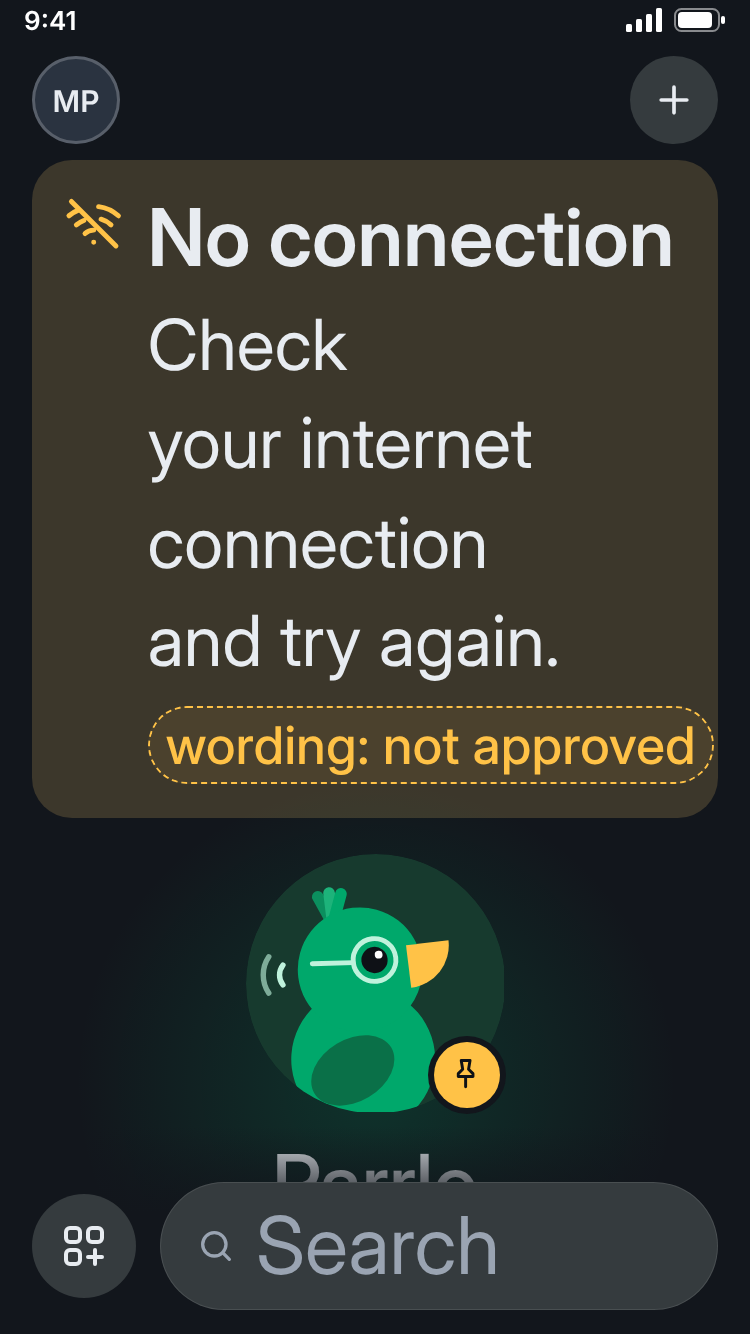 9:41
MP
No connection
Check
your internet
connection
and try again.
wording: not approved
Search